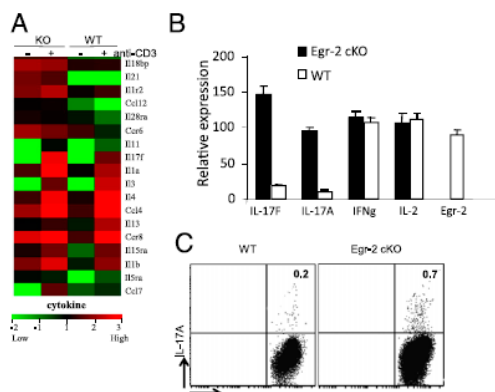 A
KO WT
anti-CD3
- + - +
Il18bp
Il21
Il1r2
Ccl12
Il28ra
Ccr6
Il11
Il17f
Il1a
Il3
Il4
Ccl4
Ccr8
Il13
Il15ra
Il1b
Il5ra
Ccl7
cytokine
-2 -1 0 1 2 3
Low High
B
Egr-2 cKO
WT
Relative expression
200
150
100
50
0
IL-17F IL-17A IFNg IL-2 Egr-2
C
WT Egr-2 cKO
0.2 0.7
IL-17A